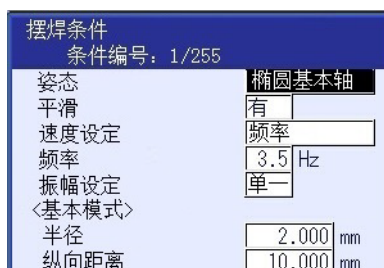 摆焊条件
条件编号：1/255
姿态 椭圆基本轴
平滑 有
速度设定 频率
频率 3.5 Hz
振幅设定 单一
<基本模式>
半径 2.000 mm
纵向距离 10.000 mm